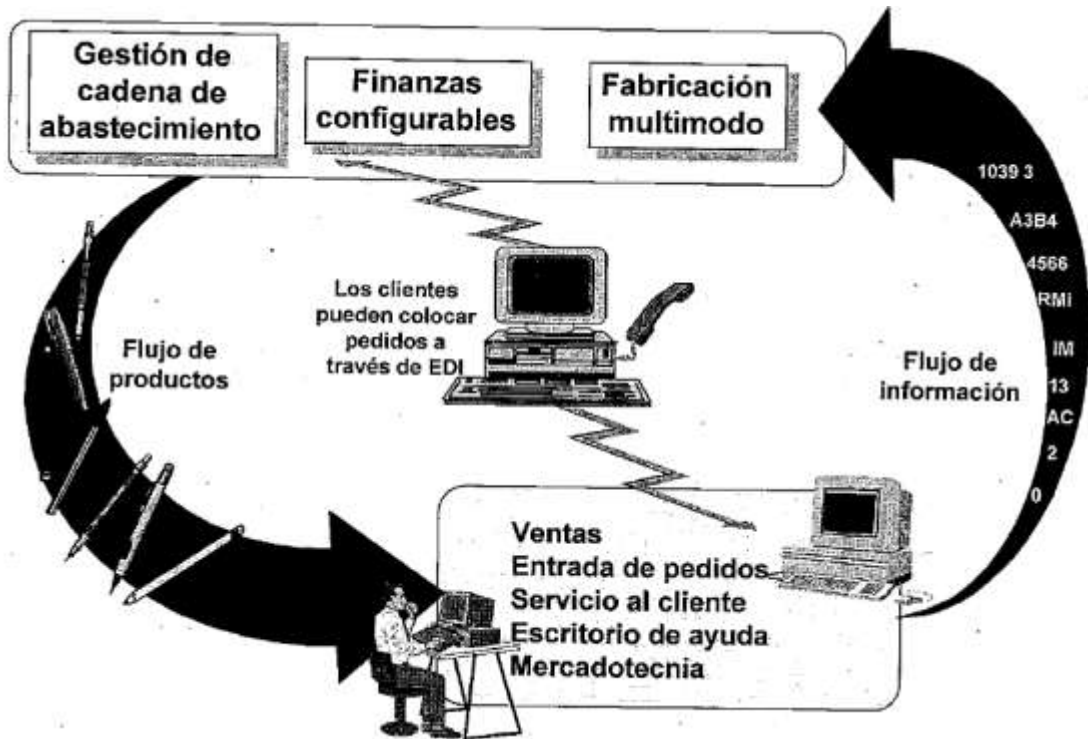 Gestión de
cadena de
abastecimiento
Finanzas
configurables
Fabricación
multimodo
Los clientes
pueden colocar
pedidos a
través de EDI
Flujo de
productos
Flujo de
información
1039 3
A3B4
4566
RMI
IM
13
AC
2
0
Ventas
Entrada de pedidos
Servicio al cliente
Escritorio de ayuda
Mercadotecnia